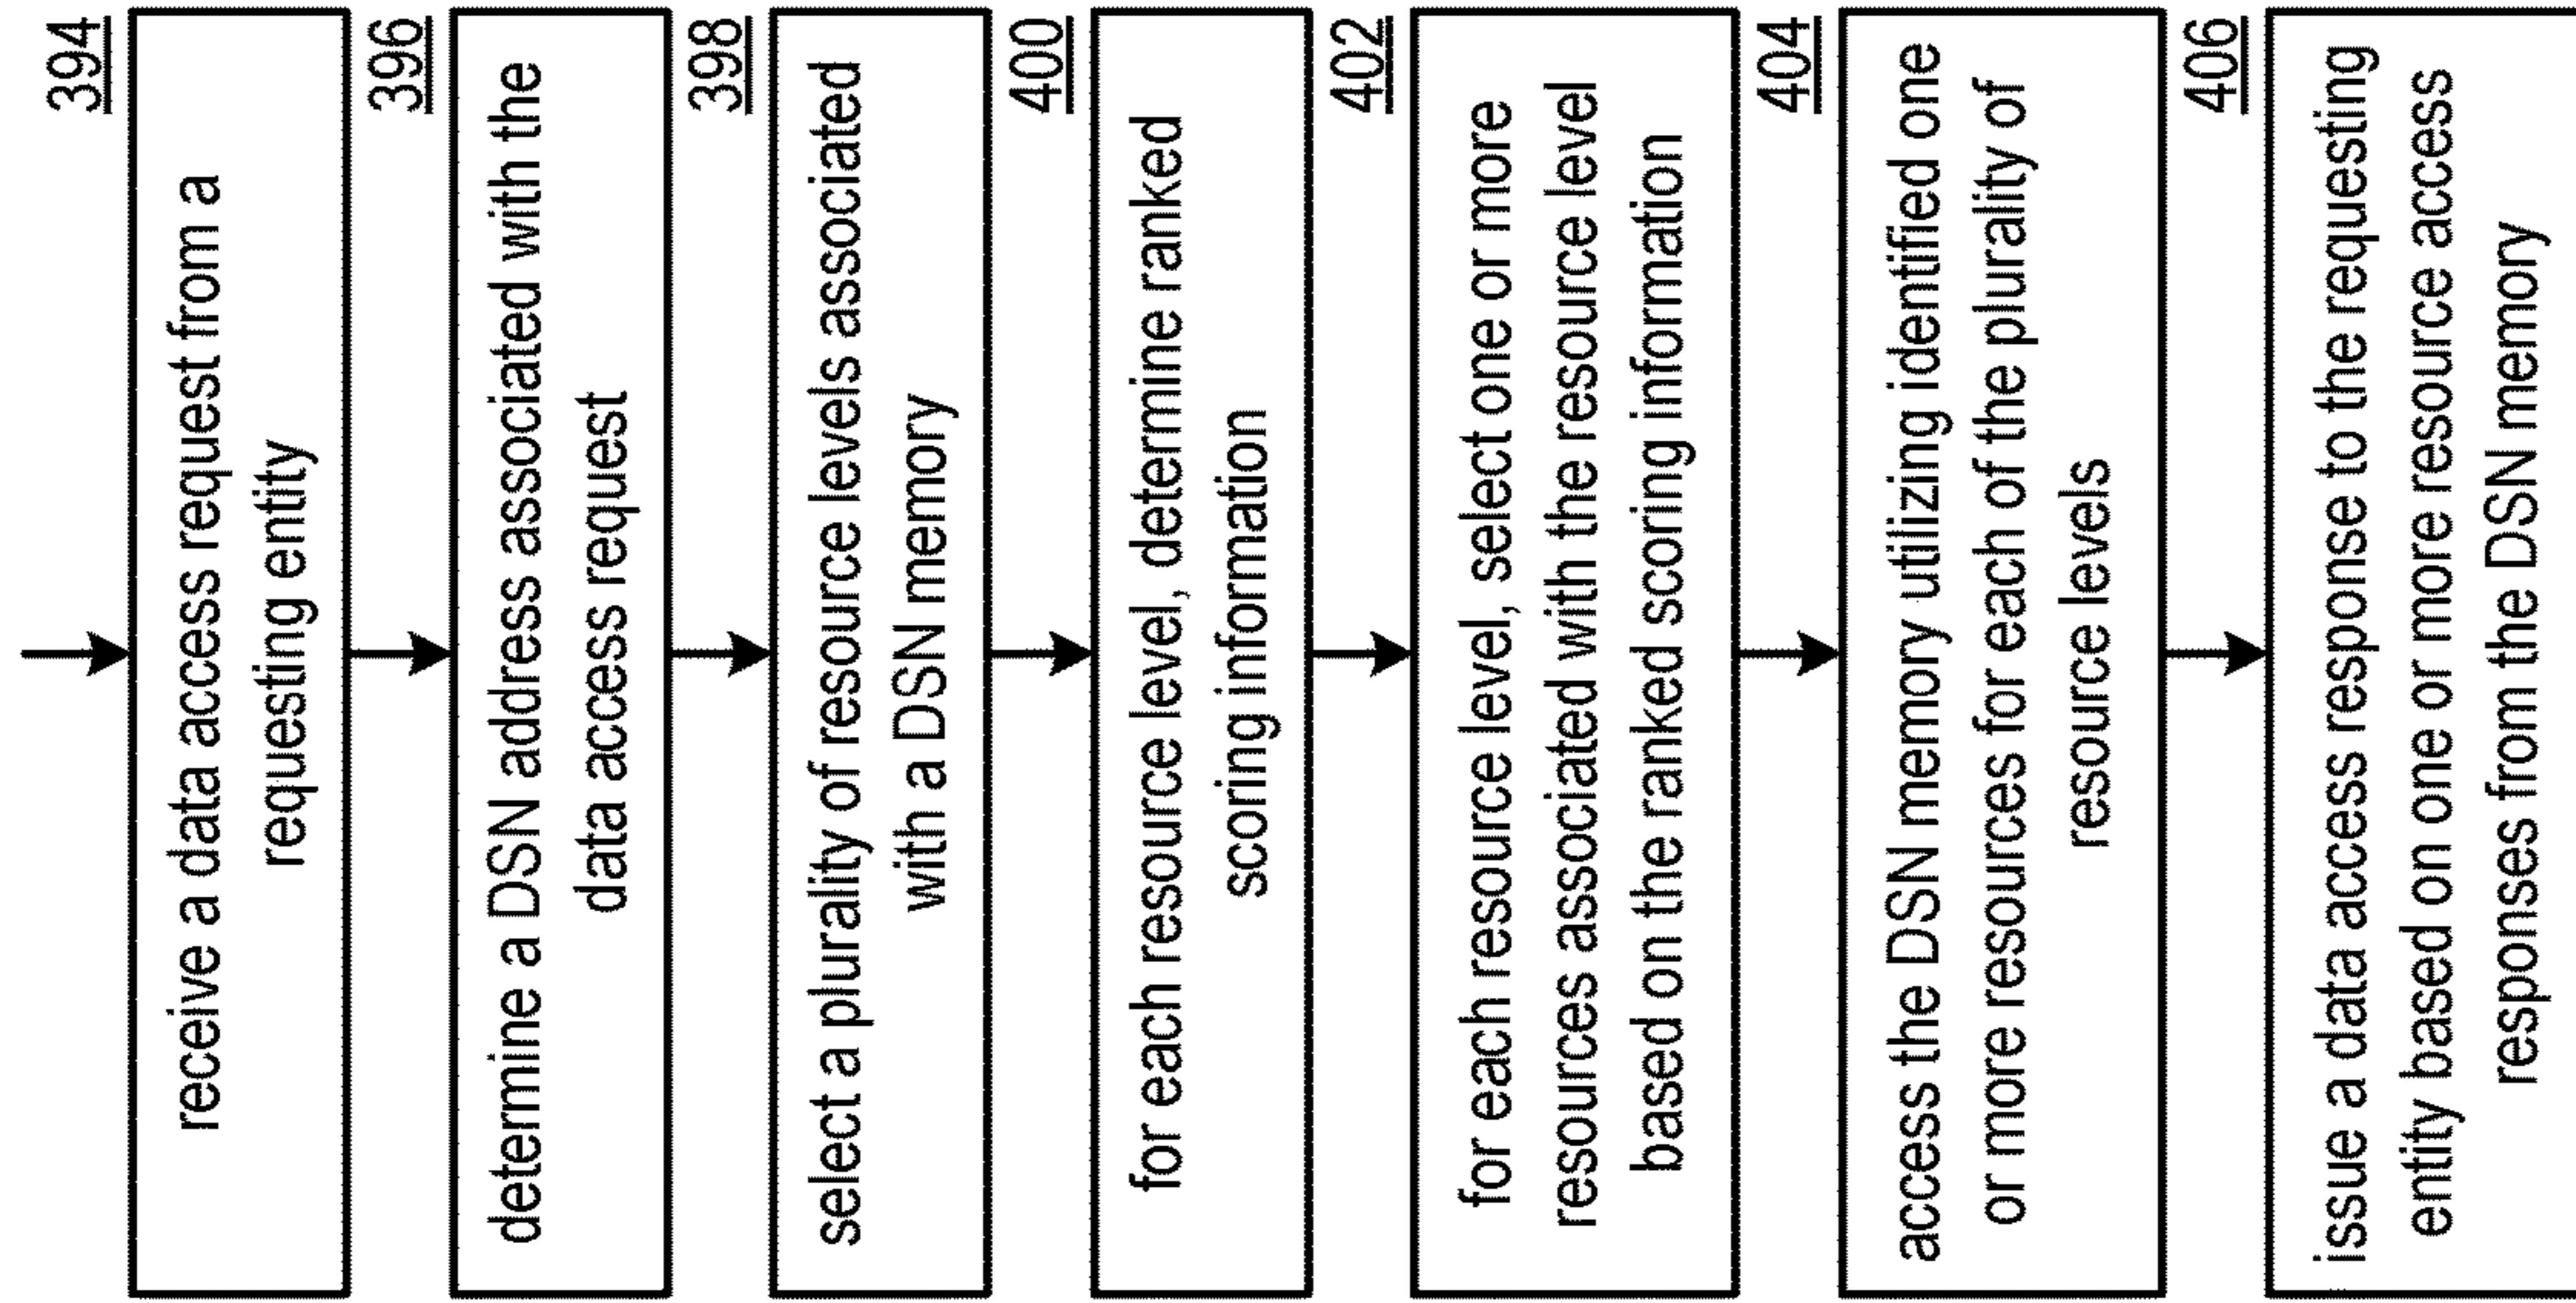 394
receive a data access request from a
requesting entity
396
determine a DSN address associated with the
data access request
398
select a plurality of resource levels associated
with a DSN memory
400
for each resource level, determine ranked
scoring information
402
for each resource level, select one or more
resources associated with the resource level
based on the ranked scoring information
404
access the DSN memory utilizing identified one
or more resources for each of the plurality of
resource levels
406
issue a data access response to the requesting
entity based on one or more resource access
responses from the DSN memory